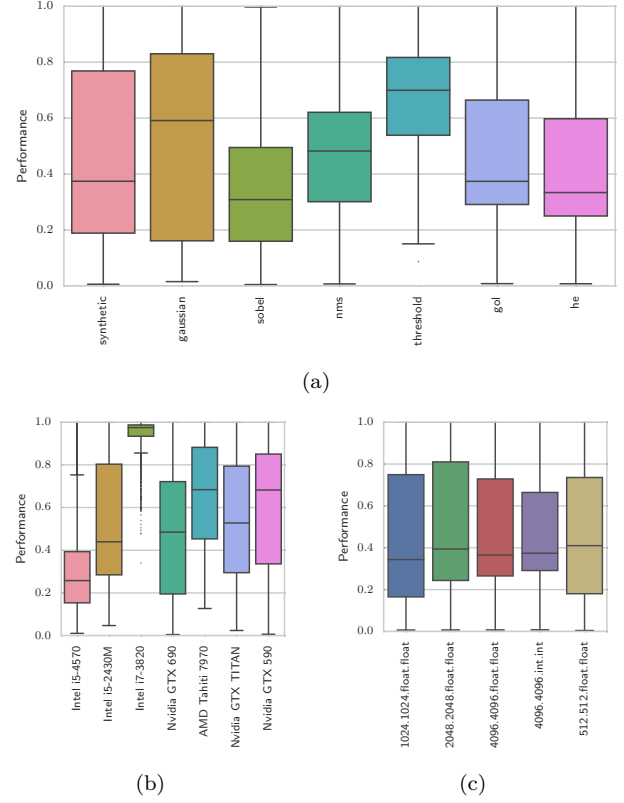 1.0
0.8
0.6
0.4
0.2
0.0
Performance
synthetic
gaussian
sobel
nms
threshold
gol
he
(a)
1.0
0.8
0.6
0.4
0.2
0.0
Performance
Intel i5-4570
Intel i5-2430M
Intel i7-3820
Nvidia GTX 690
AMD Tahiti 7970
Nvidia GTX TITAN
Nvidia GTX 590
(b)
1.0
0.8
0.6
0.4
0.2
0.0
Performance
1024.1024.float.float
2048.2048.float.float
4096.4096.float.float
4096.4096.int.int
512.512.float.float
(c)